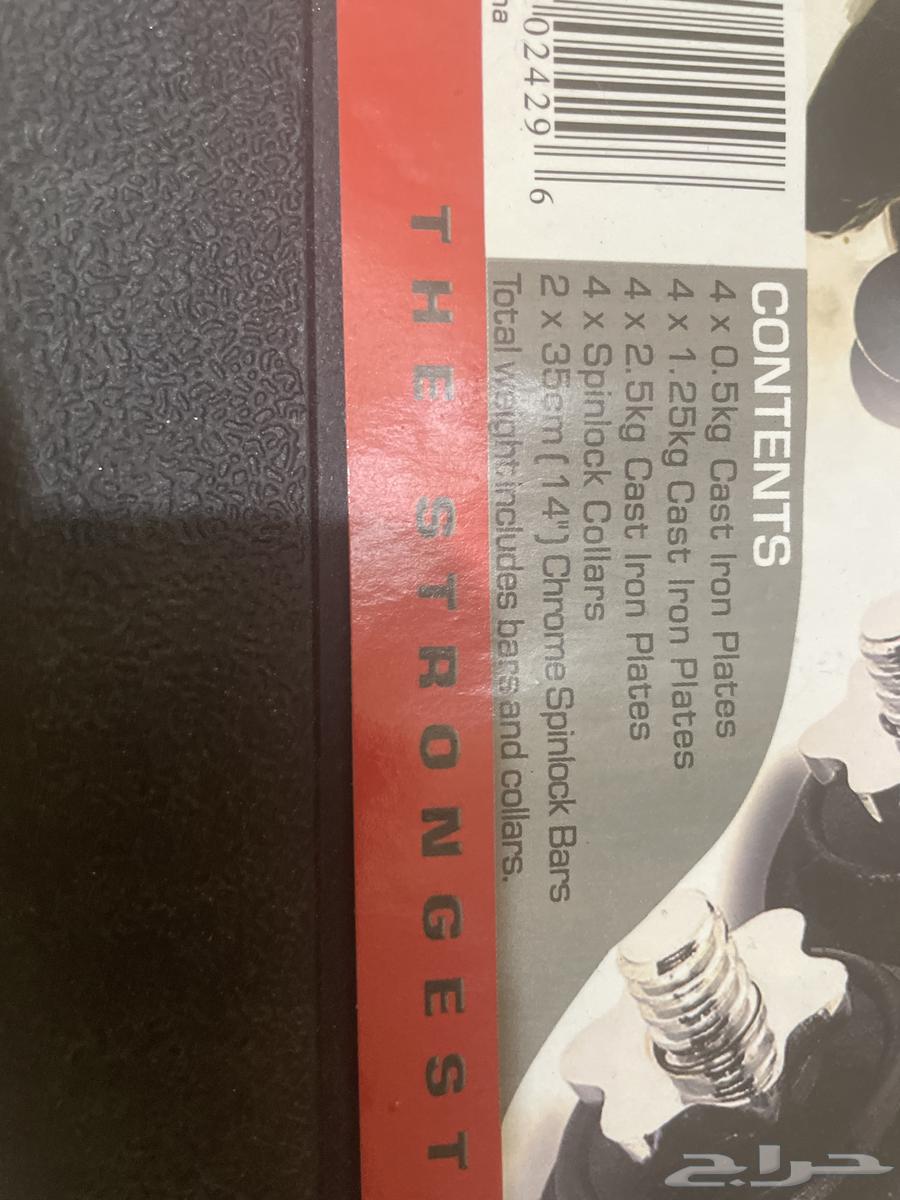 na
02429 6
CONTENTS
4 x 0.5kg Cast Iron Plates
4 x 1.25kg Cast Iron Plates
4 x 2.5kg Cast Iron Plates
4 x Spinlock Collars
2 x 35cm (14") Chrome Spinlock Bars
Total weight includes bars and collars.
THE STRONGEST
حراج